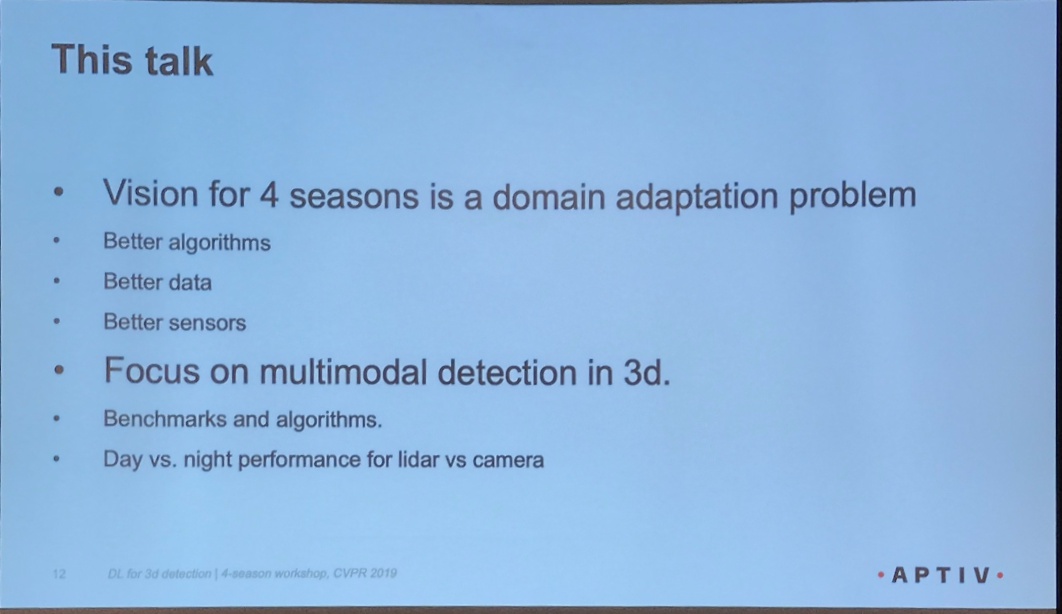 This talk
• Vision for 4 seasons is a domain adaptation problem
• Better algorithms
• Better data
• Better sensors
• Focus on multimodal detection in 3d.
• Benchmarks and algorithms.
• Day vs. night performance for lidar vs camera
12 DL for 3d detection | 4-season workshop, CVPR 2019
• APTIV •